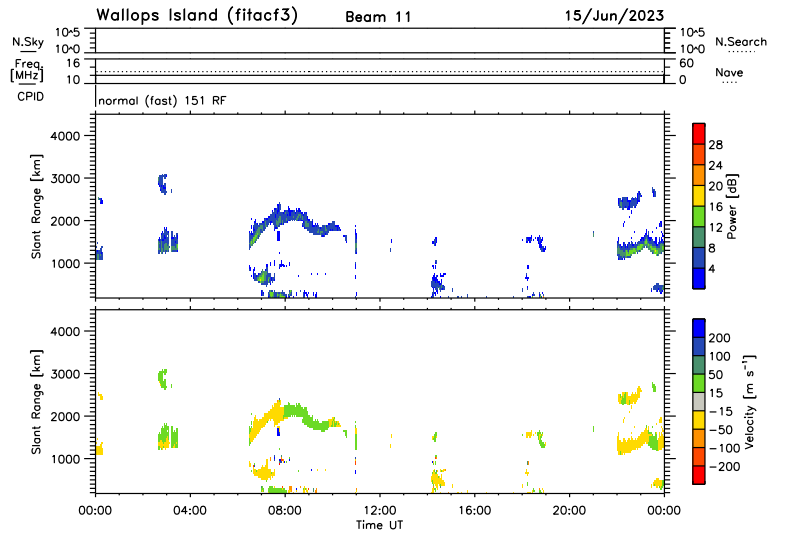 Wallops Island (fitacf3) Beam 11 15/Jun/2023
N.Sky 10^5 10^0 10^5 10^0 N.Search
Freq. [MHz] 16 10 60 0 Nave
CPID normal (fast) 151 RF
Slant Range [km]
4000
3000
2000
1000
28
24
20
16
12
8
4
Power [dB]
Slant Range [km]
4000
3000
2000
1000
200
100
50
15
-15
-50
-100
-200
Velocity [m s⁻¹]
00:00 04:00 08:00 12:00 16:00 20:00 00:00
Time UT